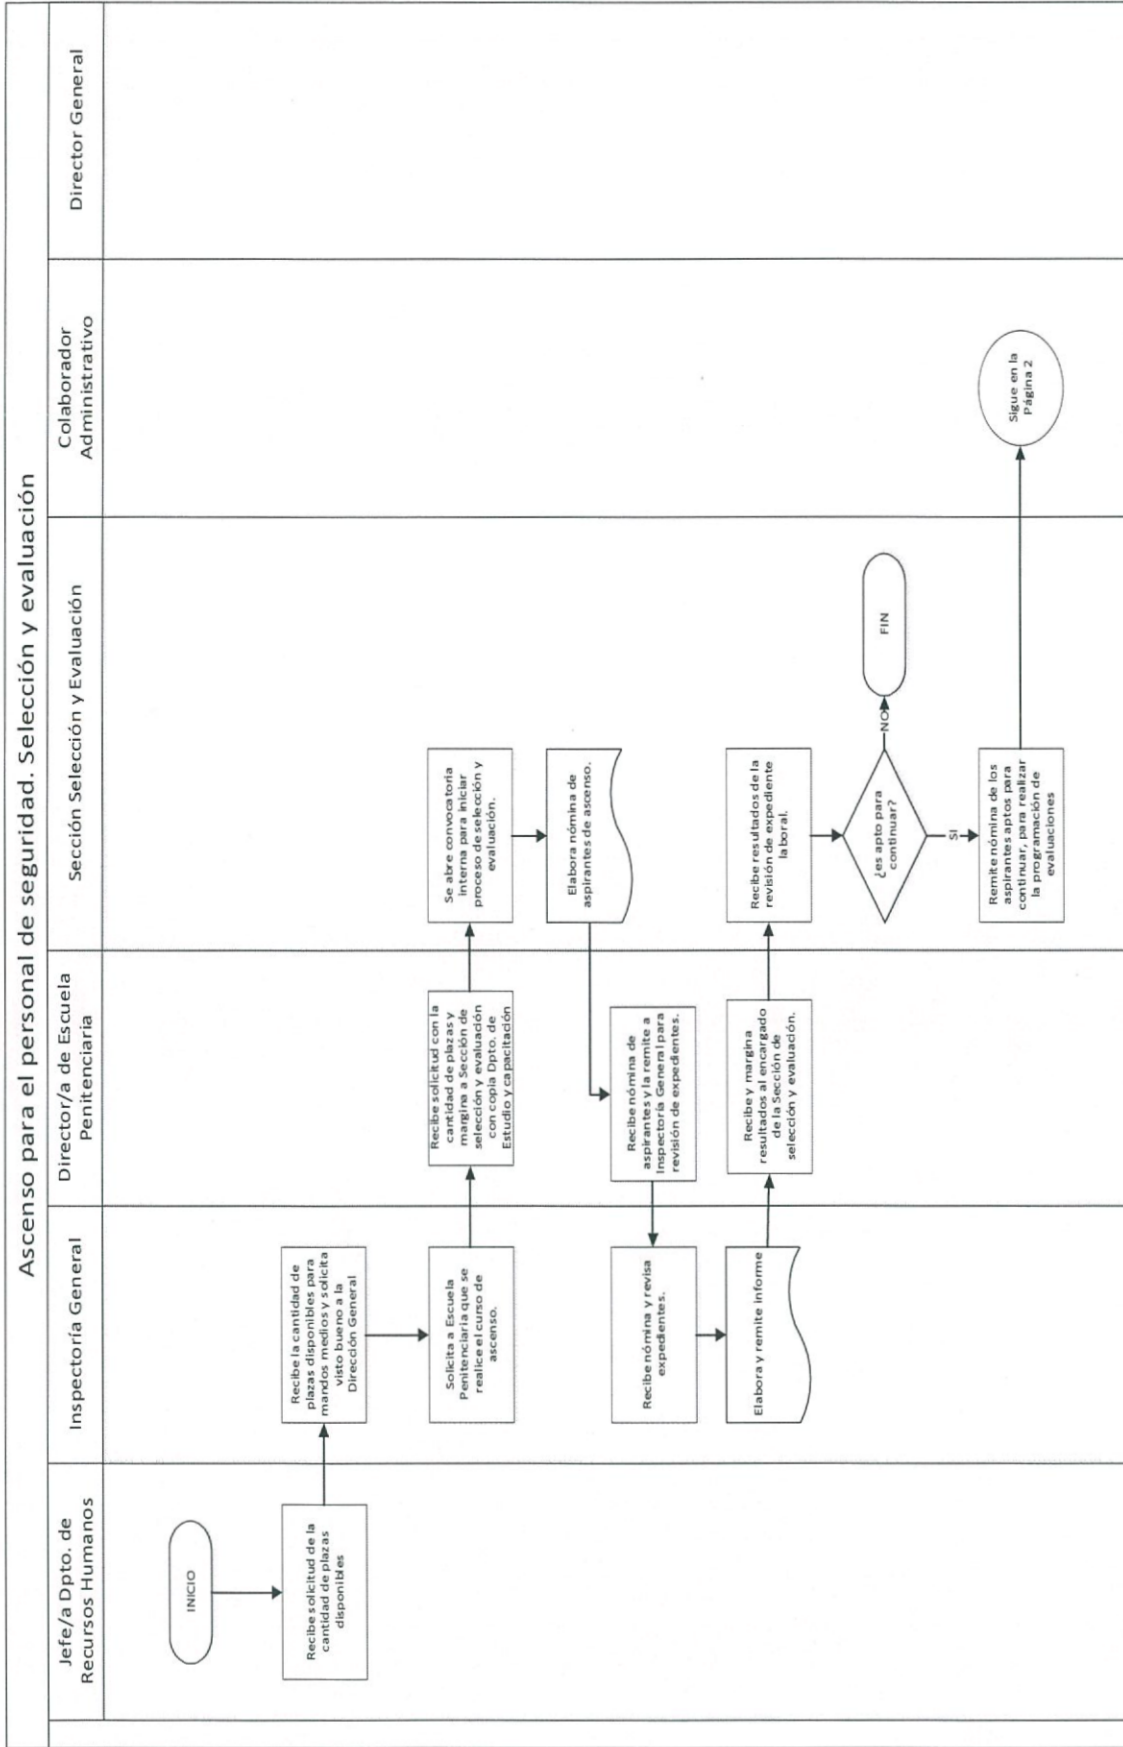 Ascenso para el personal de seguridad. Selección y evaluación
Jefe/a Dpto. de
Recursos Humanos
Inspectoría General
Director/a de Escuela
Penitenciaria
Sección Selección y Evaluación
Colaborador
Administrativo
Director General
INICIO
Recibe solicitud de la
cantidad de plazas
disponibles
Recibe la cantidad de
plazas disponibles para
mandos medios y solicita
visto bueno a la
Dirección General
Solicita a Escuela
Penitenciaria que se
realice el curso de
ascenso.
Recibe solicitud con la
cantidad de plazas y
margina a Sección de
selección y evaluación
con copia Dpto. de
Estudio y capacitación
Se abre convocatoria
interna para iniciar
proceso de selección y
evaluación.
Elabora nómina de
aspirantes de ascenso.
Recibe nómina de
aspirantes y la remite a
Inspectoría General para
revisión de expedientes.
Recibe nómina y revisa
expedientes.
Elabora y remite informe
Recibe y margina
resultados al encargado
de la Sección de
selección y evaluación.
Recibe resultados de la
revisión de expediente
laboral.
¿es apto para
continuar?
NO
FIN
SI
Remite nómina de los
aspirantes aptos para
continuar, para realizar
la programación de
evaluaciones
Sigue en la
Página 2